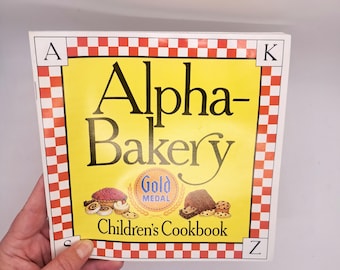 A K
Alpha-
Bakery
Gold
MEDAL
Children's Cookbook
S Z